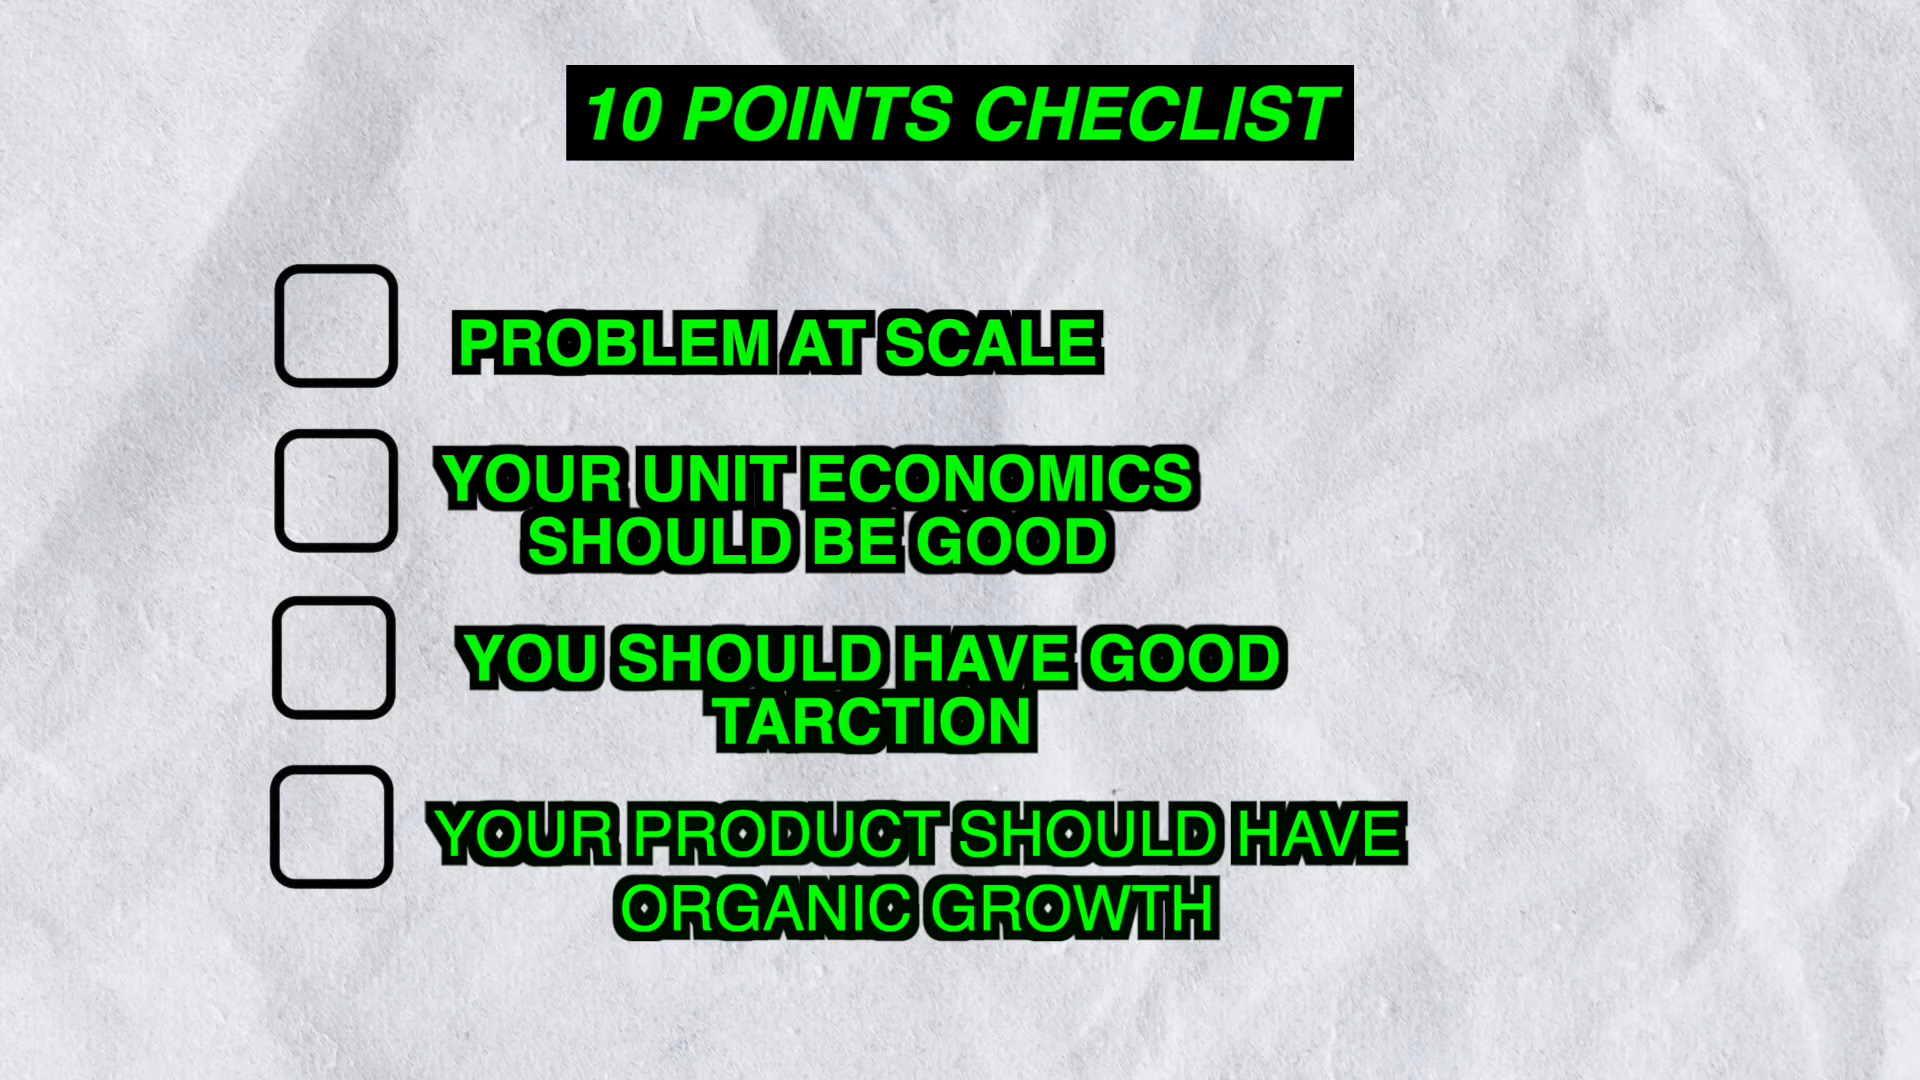 10 POINTS CHECLIST
PROBLEM AT SCALE
YOUR UNIT ECONOMICS
SHOULD BE GOOD
YOU SHOULD HAVE GOOD
TARCTION
YOUR PRODUCT SHOULD HAVE
ORGANIC GROWTH